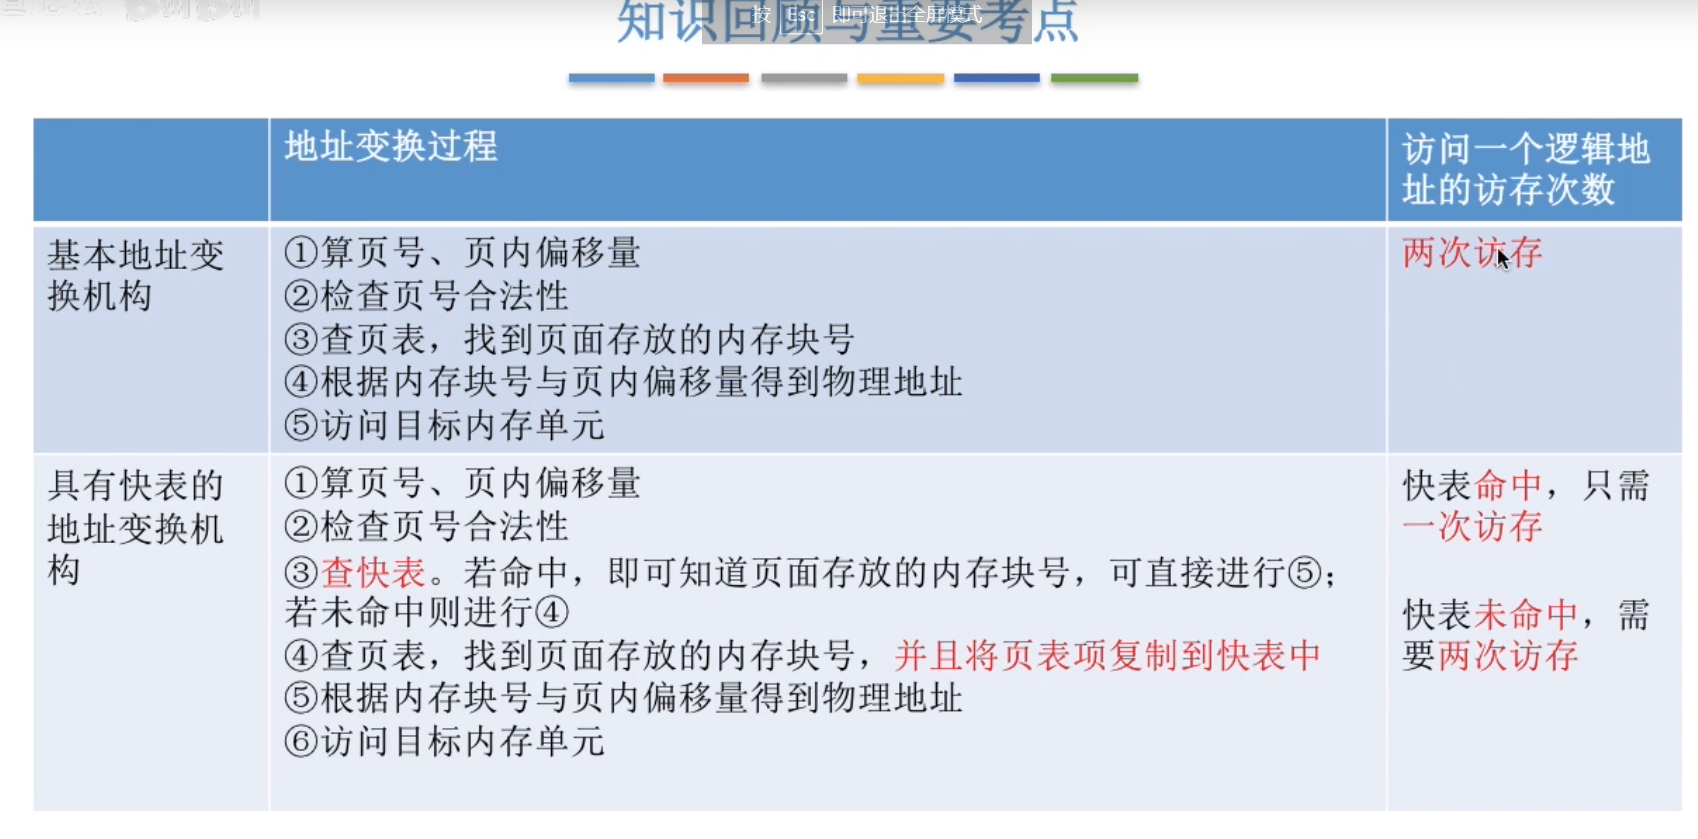 知识回顾与重要考点
按 Esc 即可退出全屏模式
地址变换过程
访问一个逻辑地
址的访存次数
基本地址变
换机构
①算页号、页内偏移量
②检查页号合法性
③查页表，找到页面存放的内存块号
④根据内存块号与页内偏移量得到物理地址
⑤访问目标内存单元
两次访存
具有快表的
地址变换机
构
①算页号、页内偏移量
②检查页号合法性
③查快表。若命中，即可知道页面存放的内存块号，可直接进行⑤；
若未命中则进行④
④查页表，找到页面存放的内存块号，并且将页表项复制到快表中
⑤根据内存块号与页内偏移量得到物理地址
⑥访问目标内存单元
快表命中，只需
一次访存
快表未命中，需
要两次访存